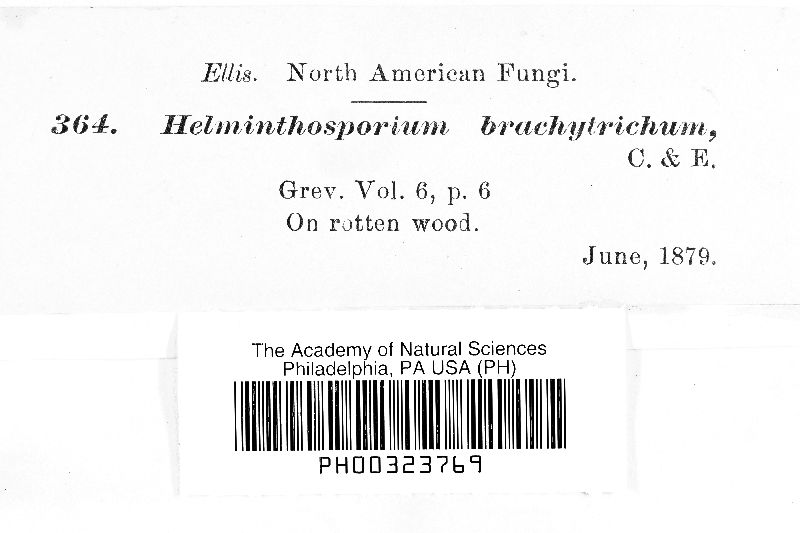 Ellis. North American Fungi.
364. Helminthosporium brachytrichum,
C. & E.
Grev. Vol. 6, p. 6
On rotten wood.
June, 1879.
The Academy of Natural Sciences
Philadelphia, PA USA (PH)
PH00323769